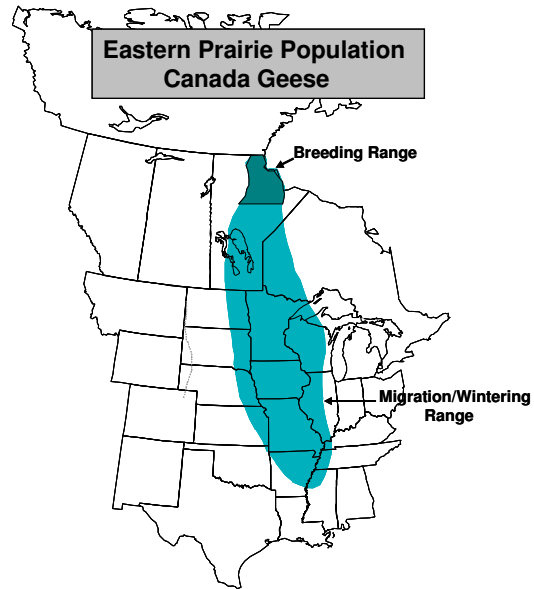 Eastern Prairie Population
Canada Geese
Breeding Range
Migration/Wintering
Range